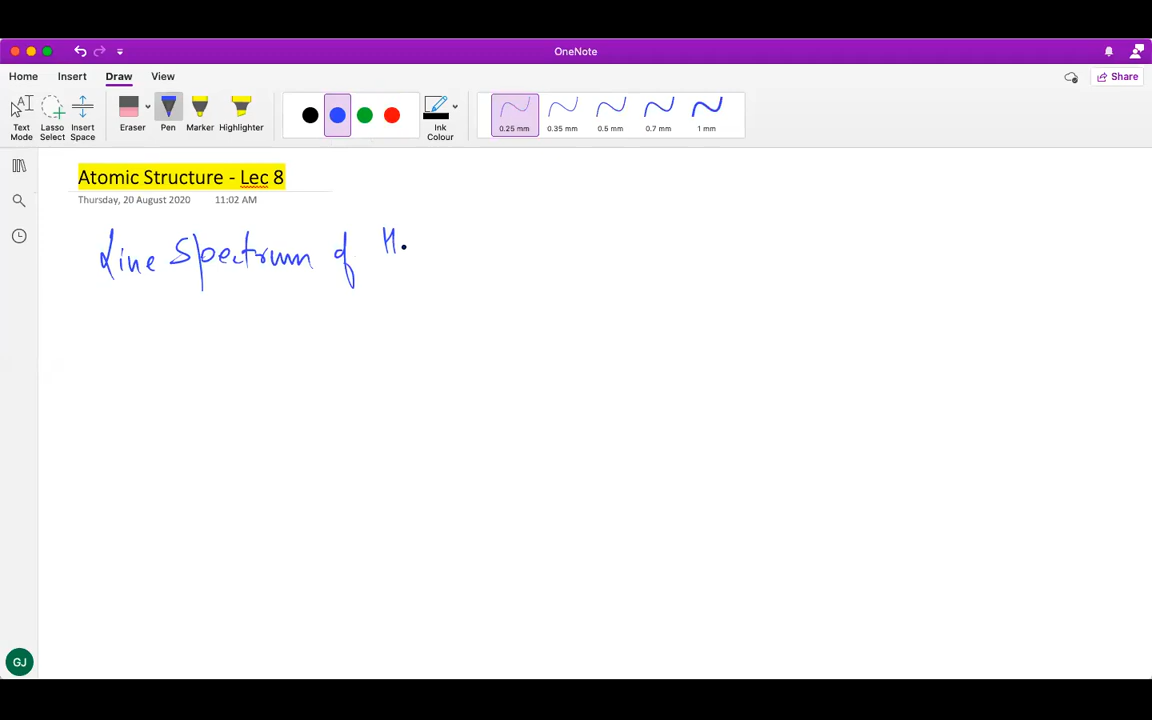 OneNote
Home Insert Draw View Share
Text Mode Lasso Select Insert Space Eraser Pen Marker Highlighter Ink Colour 0.25 mm 0.35 mm 0.5 mm 0.7 mm 1 mm
Atomic Structure - Lec 8
Thursday, 20 August 2020 11:02 AM
Line Spectrum of H
GJ